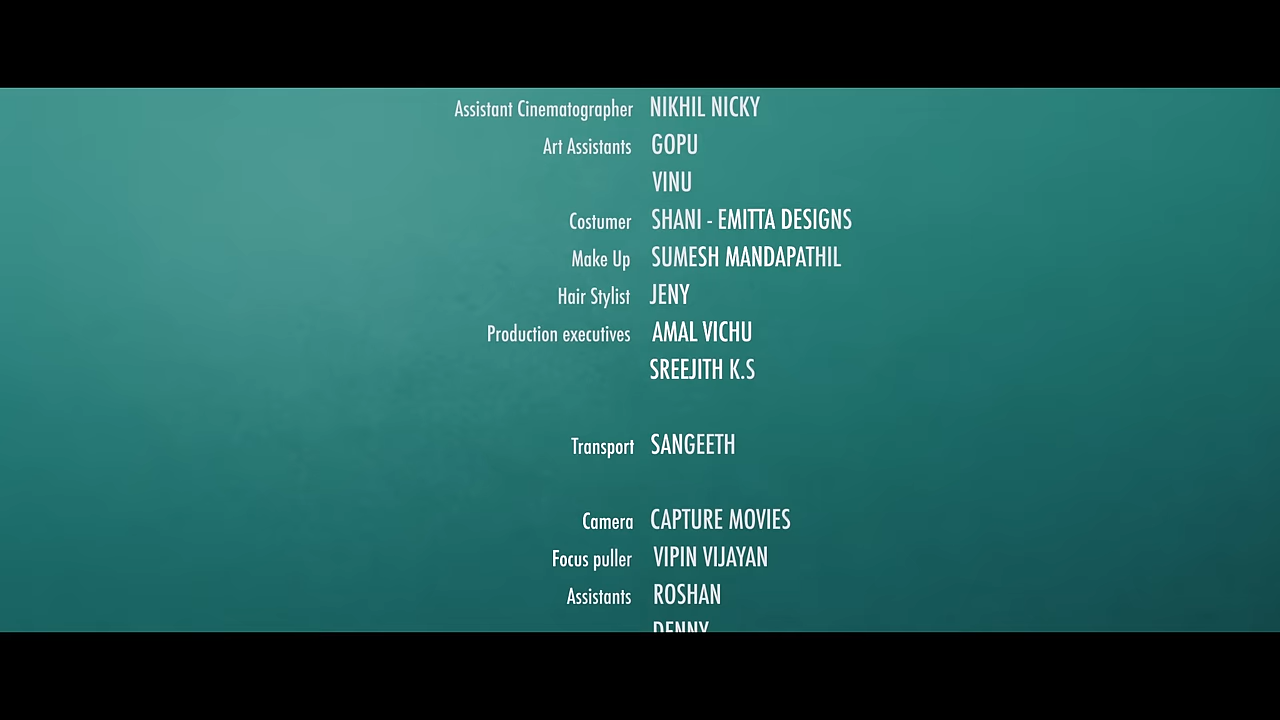 Assistant Cinematographer NIKHIL NICKY
Art Assistants GOPU
VINU
Costumer SHANI - EMITTA DESIGNS
Make Up SUMESH MANDAPATHIL
Hair Stylist JENY
Production executives AMAL VICHU
SREEJITH K.S
Transport SANGEETH
Camera CAPTURE MOVIES
Focus puller VIPIN VIJAYAN
Assistants ROSHAN
DENNY